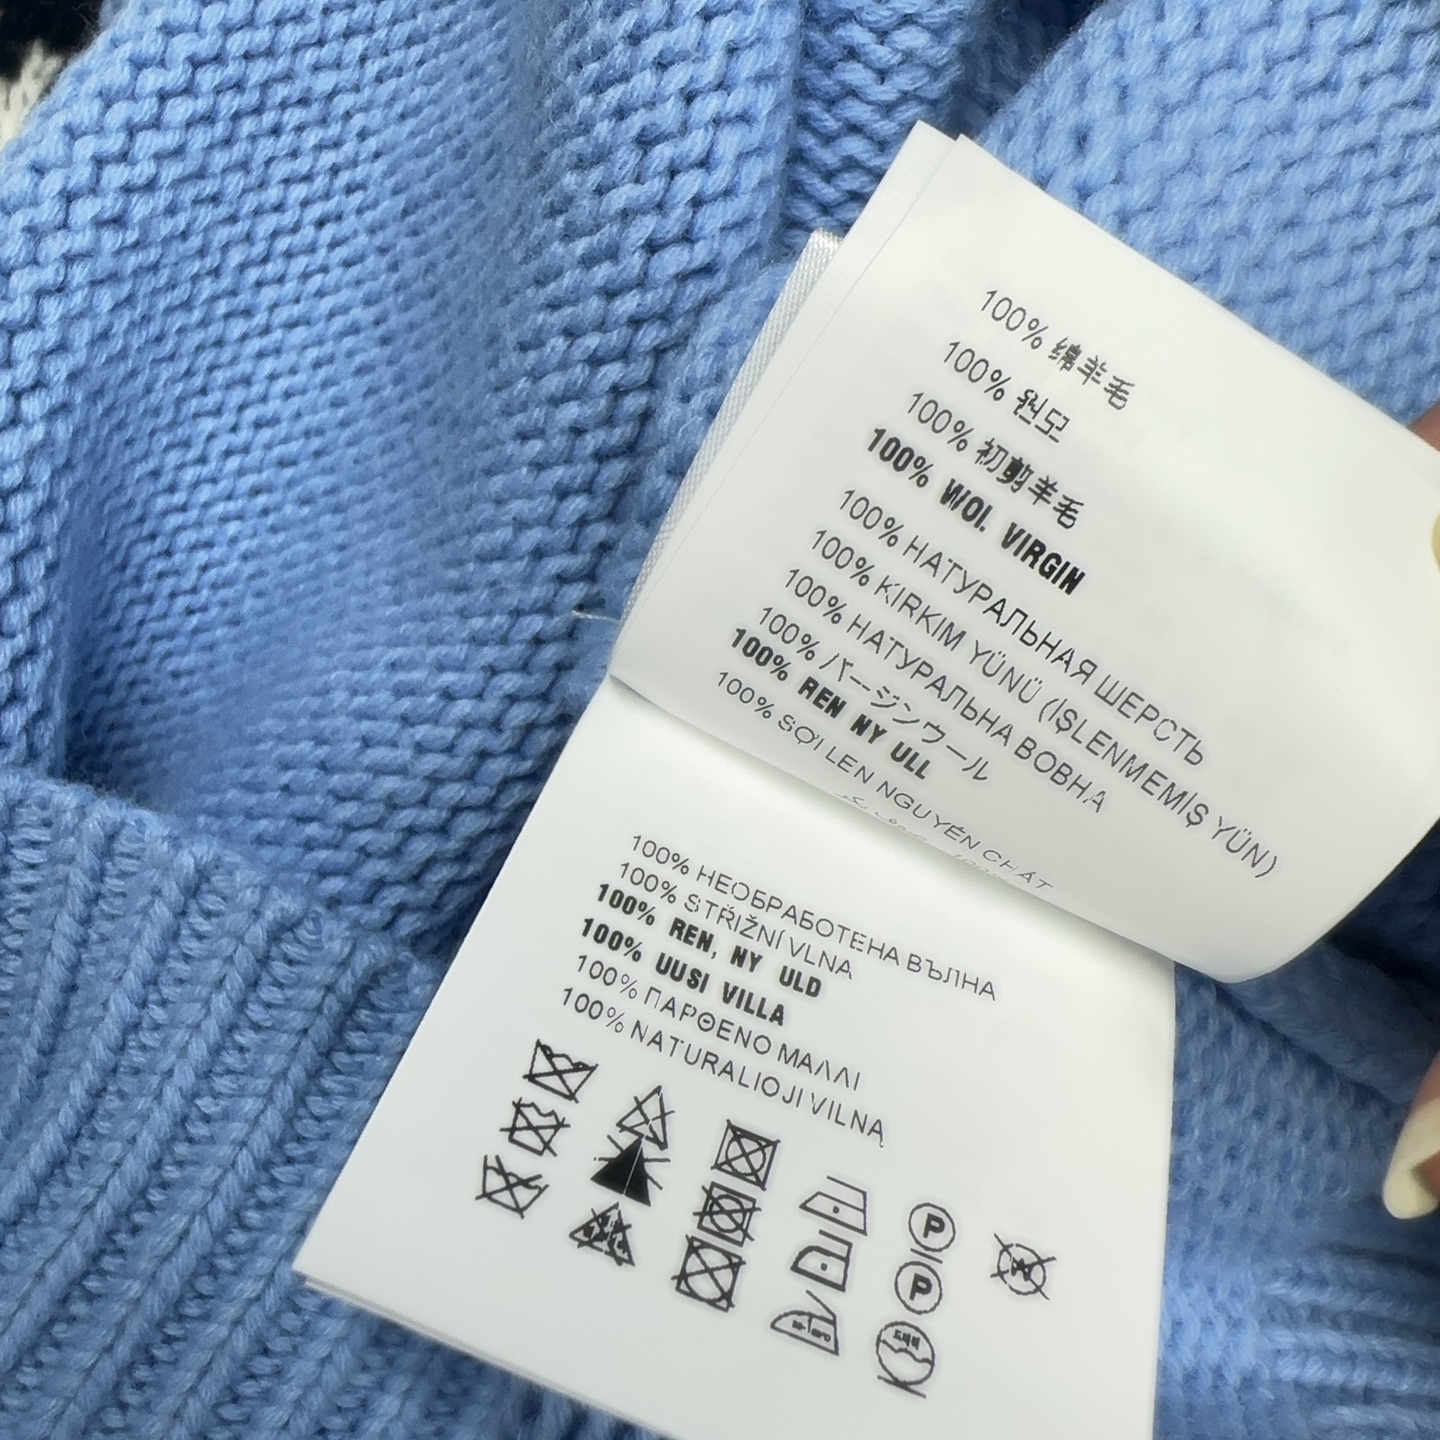 100% 绵羊毛
100% 원모
100% 初剪羊毛
100% WOL VIRGIN
100% НАТУРАЛЬНАЯ ШЕРСТЬ
100% KIRKIM YÜNÜ (IŞLENMEMİŞ YÜN)
100% НАТУРАЛЬНА ВОВНА
100% バージンウール
100% REN NY ULL
100% SỢI LEN NGUYÊN CHẤT
100% НЕОБРАБОТЕНА ВЪЛНА
100% STŘIŽNÍ VLNA
100% REN, NY ULD
100% UUSI VILLA
100% ΠΑΡΘΕΝΟ ΜΑΛΛΙ
100% NATURALIOJI VILNĄ
P
P